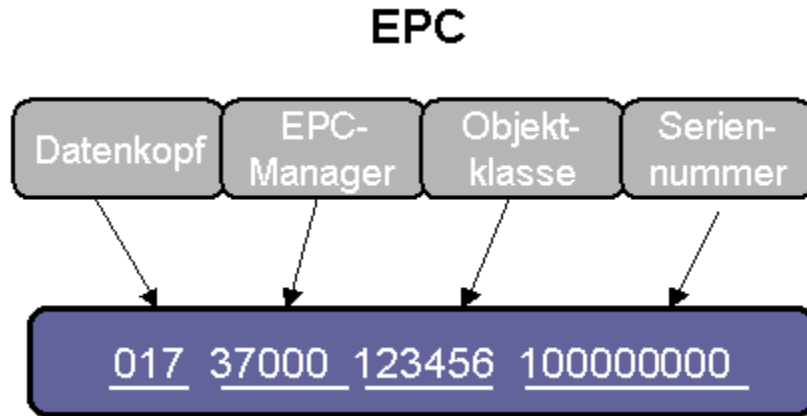 EPC
Datenkopf
EPC-
Manager
Objekt-
klasse
Serien-
nummer
017 37000 123456 100000000